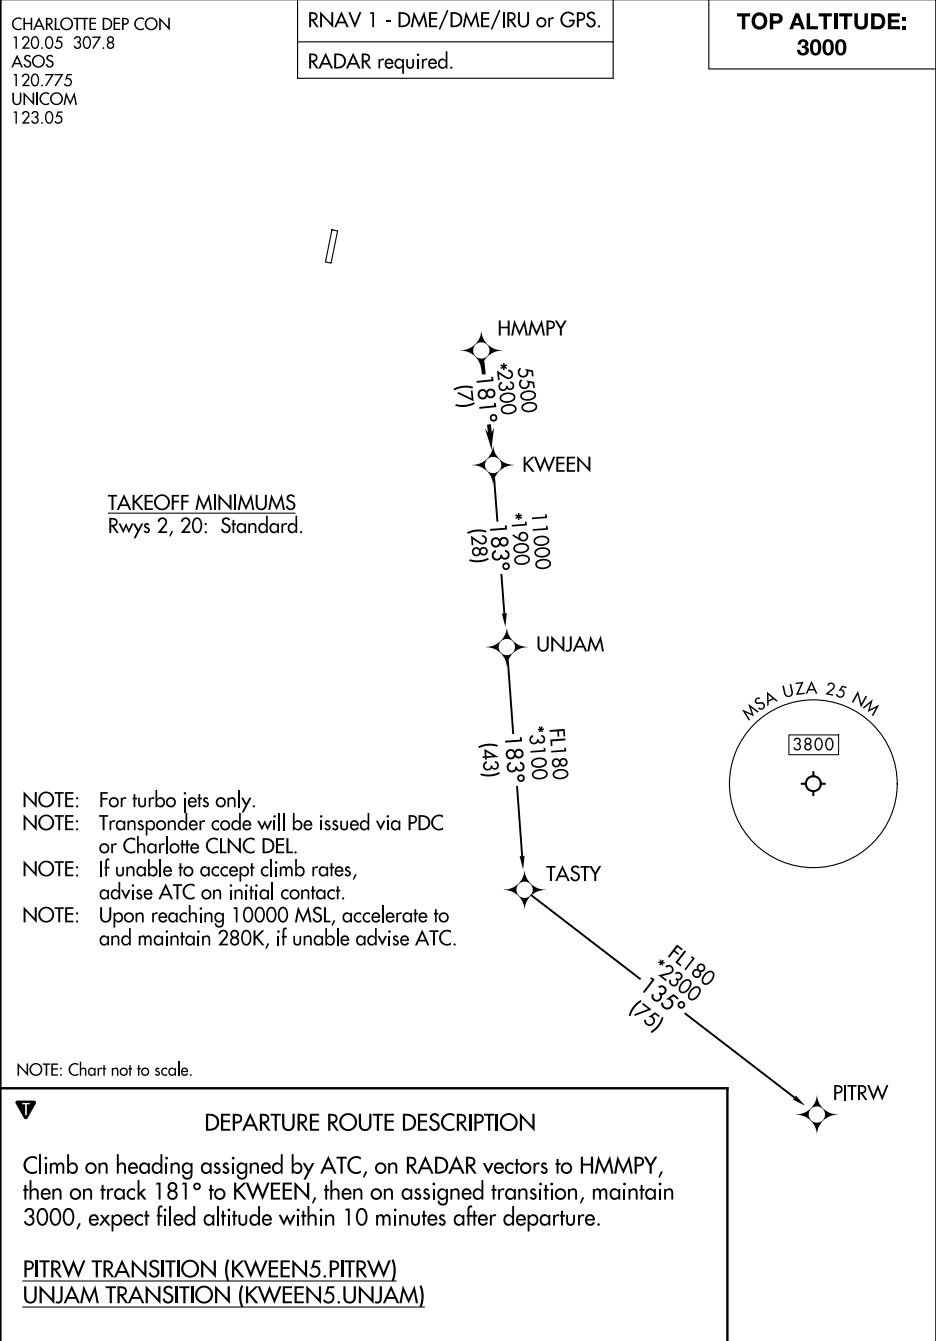 CHARLOTTE DEP CON
120.05 307.8
ASOS
120.775
UNICOM
123.05
RNAV 1 - DME/DME/IRU or GPS.
RADAR required.
TOP ALTITUDE:
3000
HMMPY
5500
*2300
181°
(7)
KWEEN
TAKEOFF MINIMUMS
Rwys 2, 20: Standard.
11000
*1900
183°
(28)
UNJAM
MSA UZA 25 NM
3800
FL180
*3100
183°
(43)
NOTE: For turbo jets only.
NOTE: Transponder code will be issued via PDC
or Charlotte CLNC DEL.
NOTE: If unable to accept climb rates,
advise ATC on initial contact.
NOTE: Upon reaching 10000 MSL, accelerate to
and maintain 280K, if unable advise ATC.
TASTY
FL180
*2300
135°
(75)
NOTE: Chart not to scale.
PITRW
T
DEPARTURE ROUTE DESCRIPTION
Climb on heading assigned by ATC, on RADAR vectors to HMMPY,
then on track 181° to KWEEN, then on assigned transition, maintain
3000, expect filed altitude within 10 minutes after departure.
PITRW TRANSITION (KWEEN5.PITRW)
UNJAM TRANSITION (KWEEN5.UNJAM)